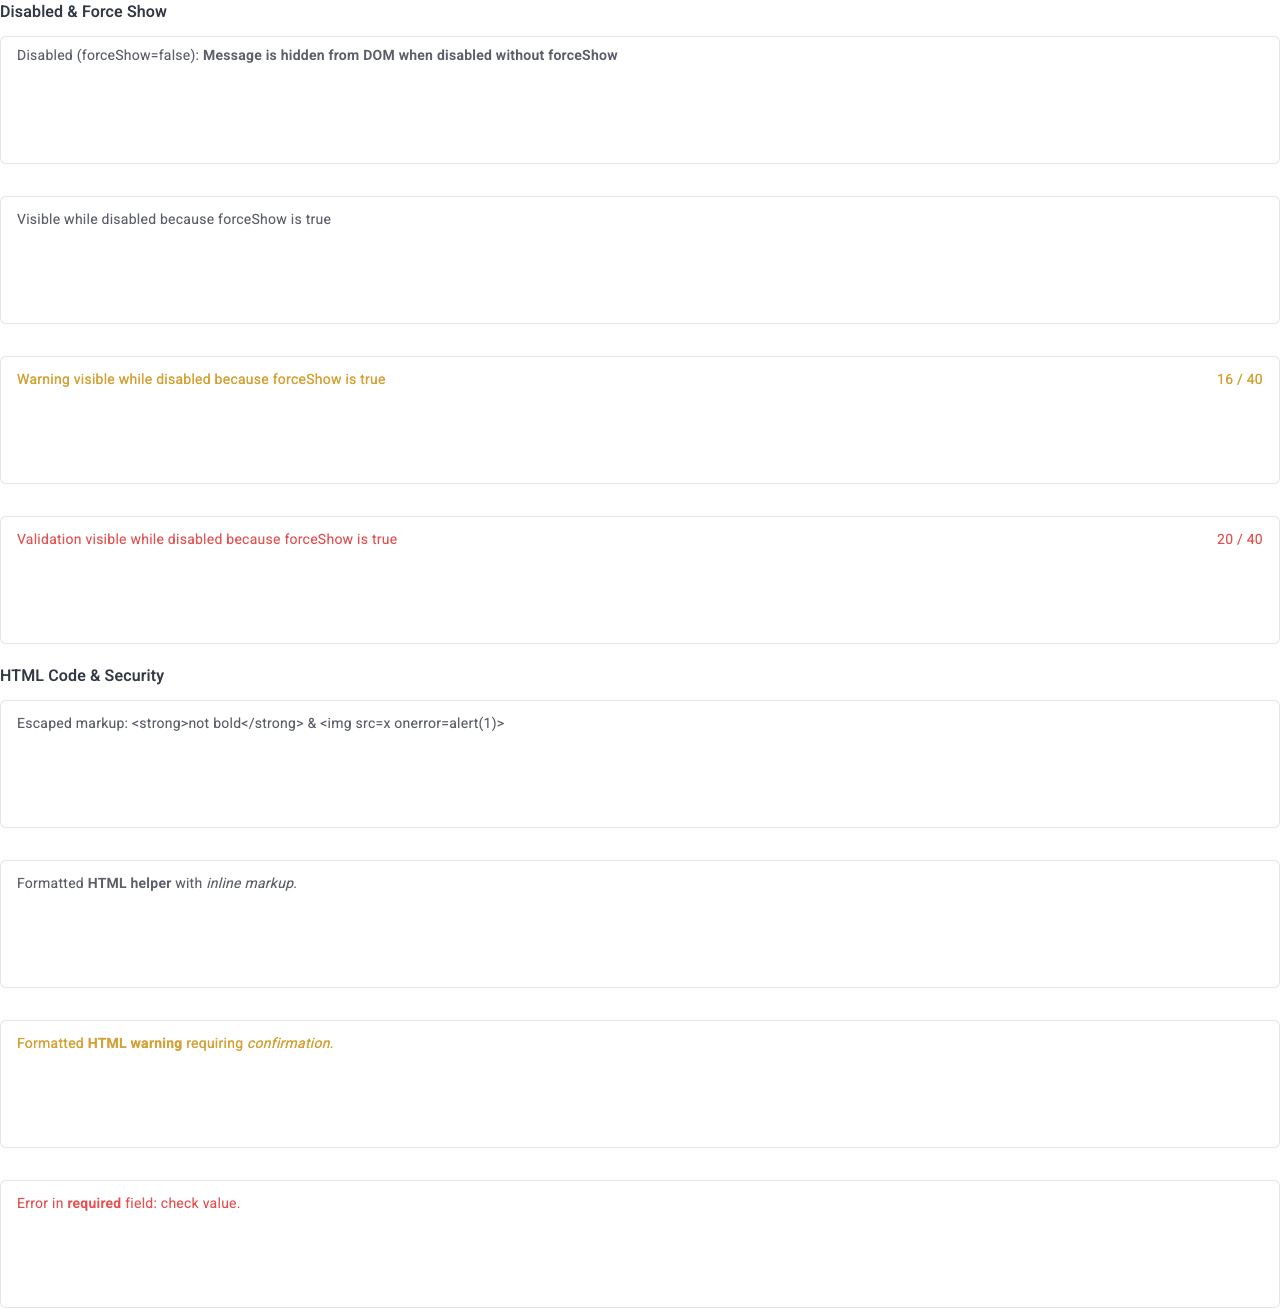 Disabled & Force Show
Disabled (forceShow=false): Message is hidden from DOM when disabled without forceShow
Visible while disabled because forceShow is true
Warning visible while disabled because forceShow is true 16 / 40
Validation visible while disabled because forceShow is true 20 / 40
HTML Code & Security
Escaped markup: <strong>not bold</strong> & <img src=x onerror=alert(1)>
Formatted HTML helper with inline markup.
Formatted HTML warning requiring confirmation.
Error in required field: check value.